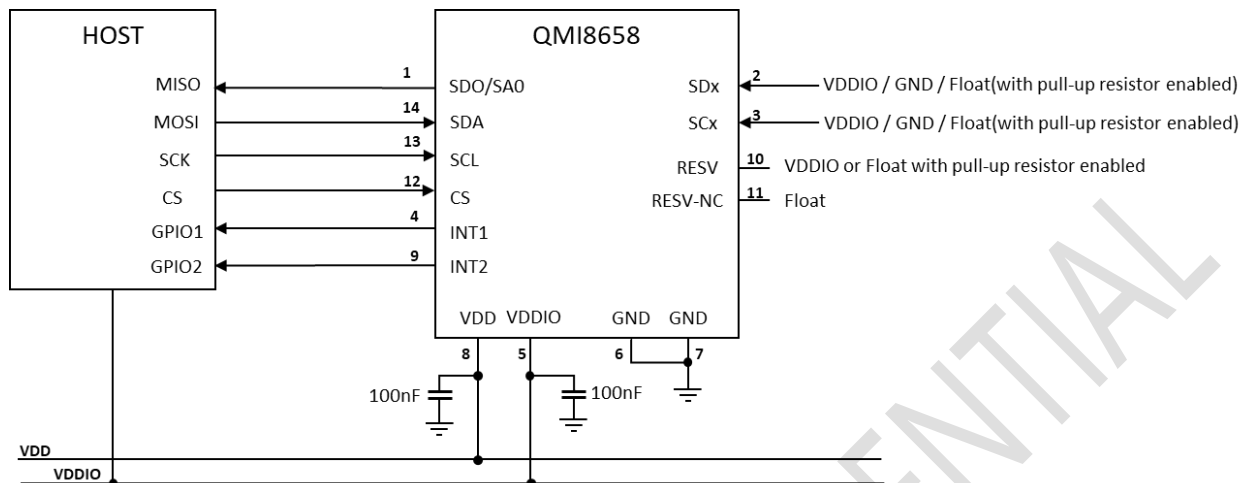 HOST
QMI8658
MISO
1
SDO/SA0
SDx
2
VDDIO / GND / Float(with pull-up resistor enabled)
MOSI
14
SDA
SCx
3
VDDIO / GND / Float(with pull-up resistor enabled)
SCK
13
SCL
RESV
10
VDDIO or Float with pull-up resistor enabled
CS
12
CS
RESV-NC
11
Float
GPIO1
4
INT1
GPIO2
9
INT2
VDD
VDDIO
GND
GND
8
5
6
7
100nF
100nF
VDD
VDDIO
ENTIAL